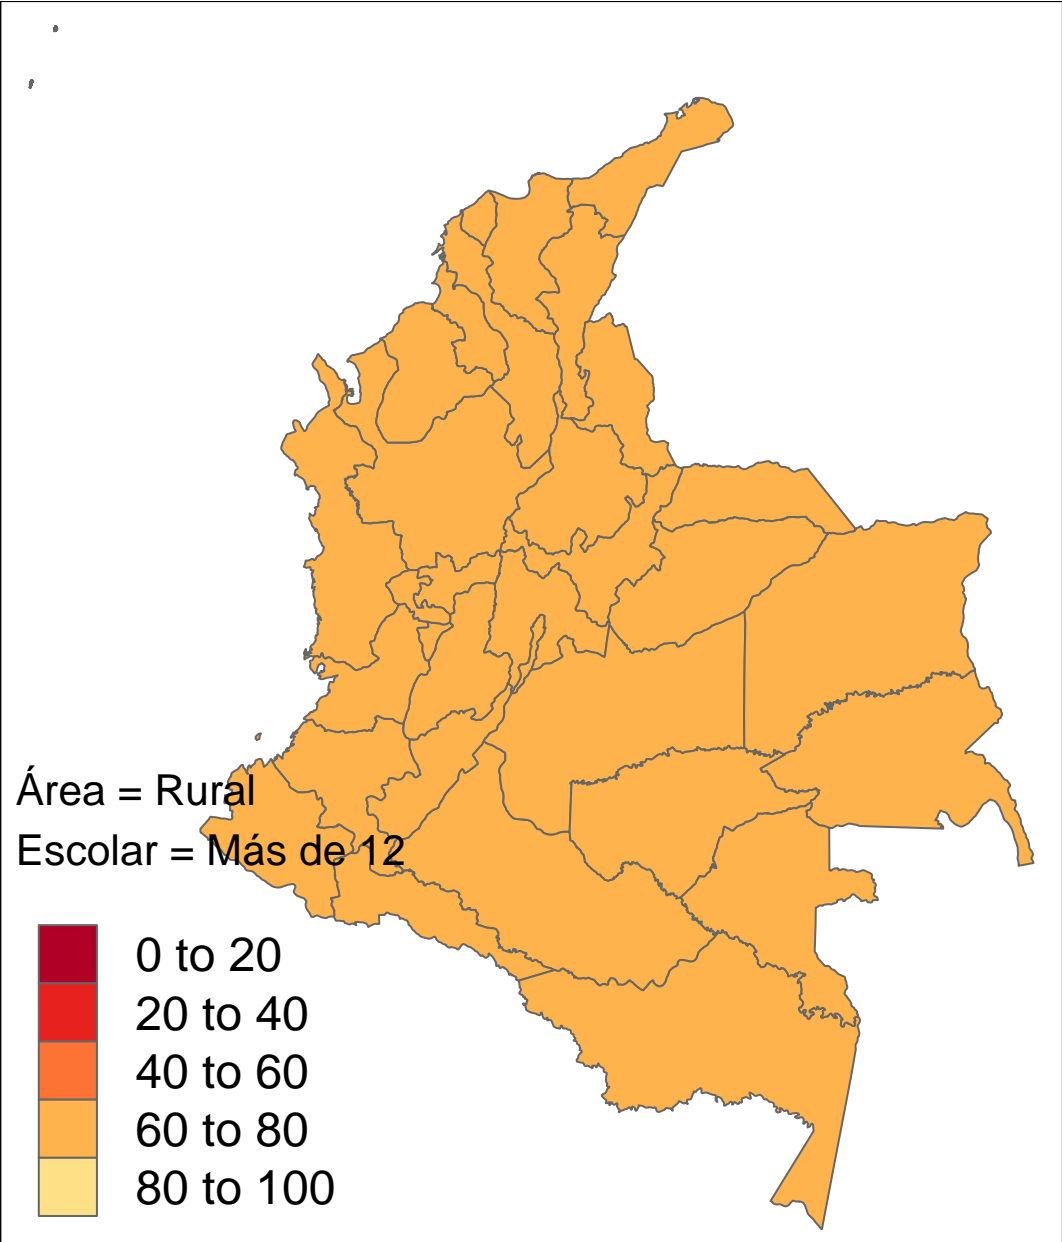 Área = Rural
Escolar = Más de 12
0 to 20
20 to 40
40 to 60
60 to 80
80 to 100